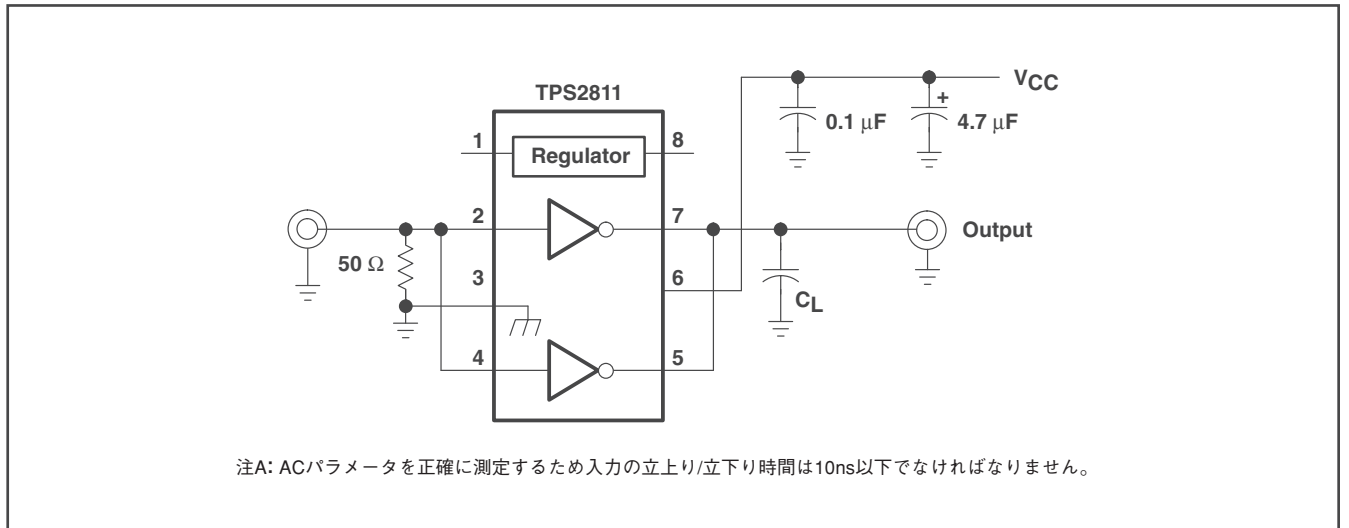 VCC
TPS2811
+
0.1 μF
4.7 μF
1
8
Regulator
2
7
Output
50 Ω
3
6
CL
4
5
注A: ACパラメータを正確に測定するため入力の立上り/立下り時間は10ns以下でなければなりません。